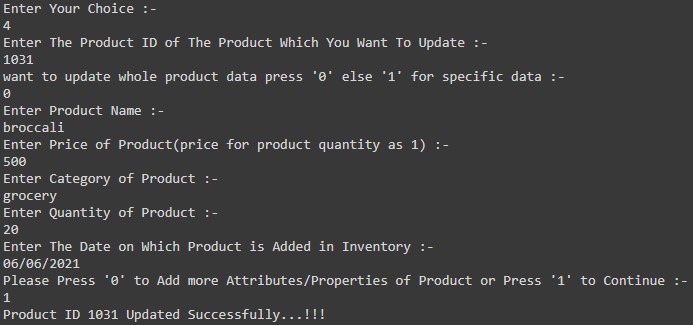 Enter Your Choice :-
4
Enter The Product ID of The Product Which You Want To Update :-
1031
want to update whole product data press '0' else '1' for specific data :-
0
Enter Product Name :-
broccali
Enter Price of Product(price for product quantity as 1) :-
500
Enter Category of Product :-
grocery
Enter Quantity of Product :-
20
Enter The Date on Which Product is Added in Inventory :-
06/06/2021
Please Press '0' to Add more Attributes/Properties of Product or Press '1' to Continue :-
1
Product ID 1031 Updated Successfully...!!!